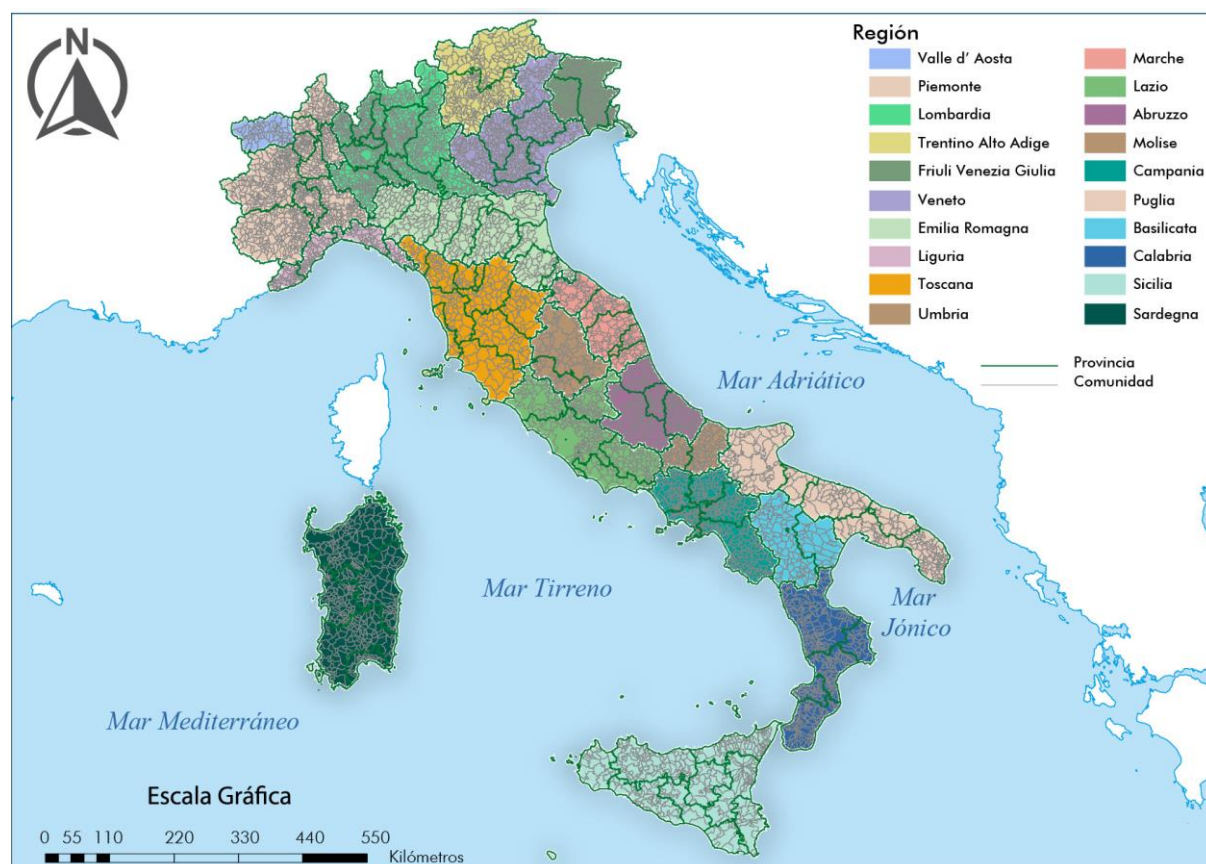 N
Región
Valle d’ Aosta
Piemonte
Lombardia
Trentino Alto Adige
Friuli Venezia Giulia
Veneto
Emilia Romagna
Liguria
Toscana
Umbria
Marche
Lazio
Abruzzo
Molise
Campania
Puglia
Basilicata
Calabria
Sicilia
Sardegna
Provincia
Comunidad
Mar Adriático
Mar Tirreno
Mar
Jónico
Mar Mediterráneo
Escala Gráfica
0 55 110 220 330 440 550
Kilómetros